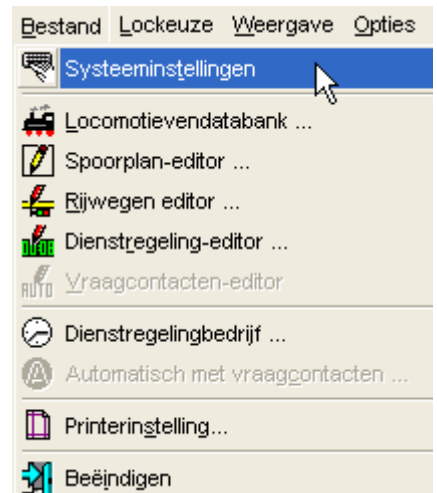 Bestand Lockeuze Weergave Opties
Systeeminstellingen
Locomotievendatabank ...
Spoorplan-editor ...
Rijwegen editor ...
Dienstregeling-editor ...
AUTO Vraagcontacten-editor
Dienstregelingbedrijf ...
Automatisch met vraagcontacten ...
Printerinstelling...
Beëindigen